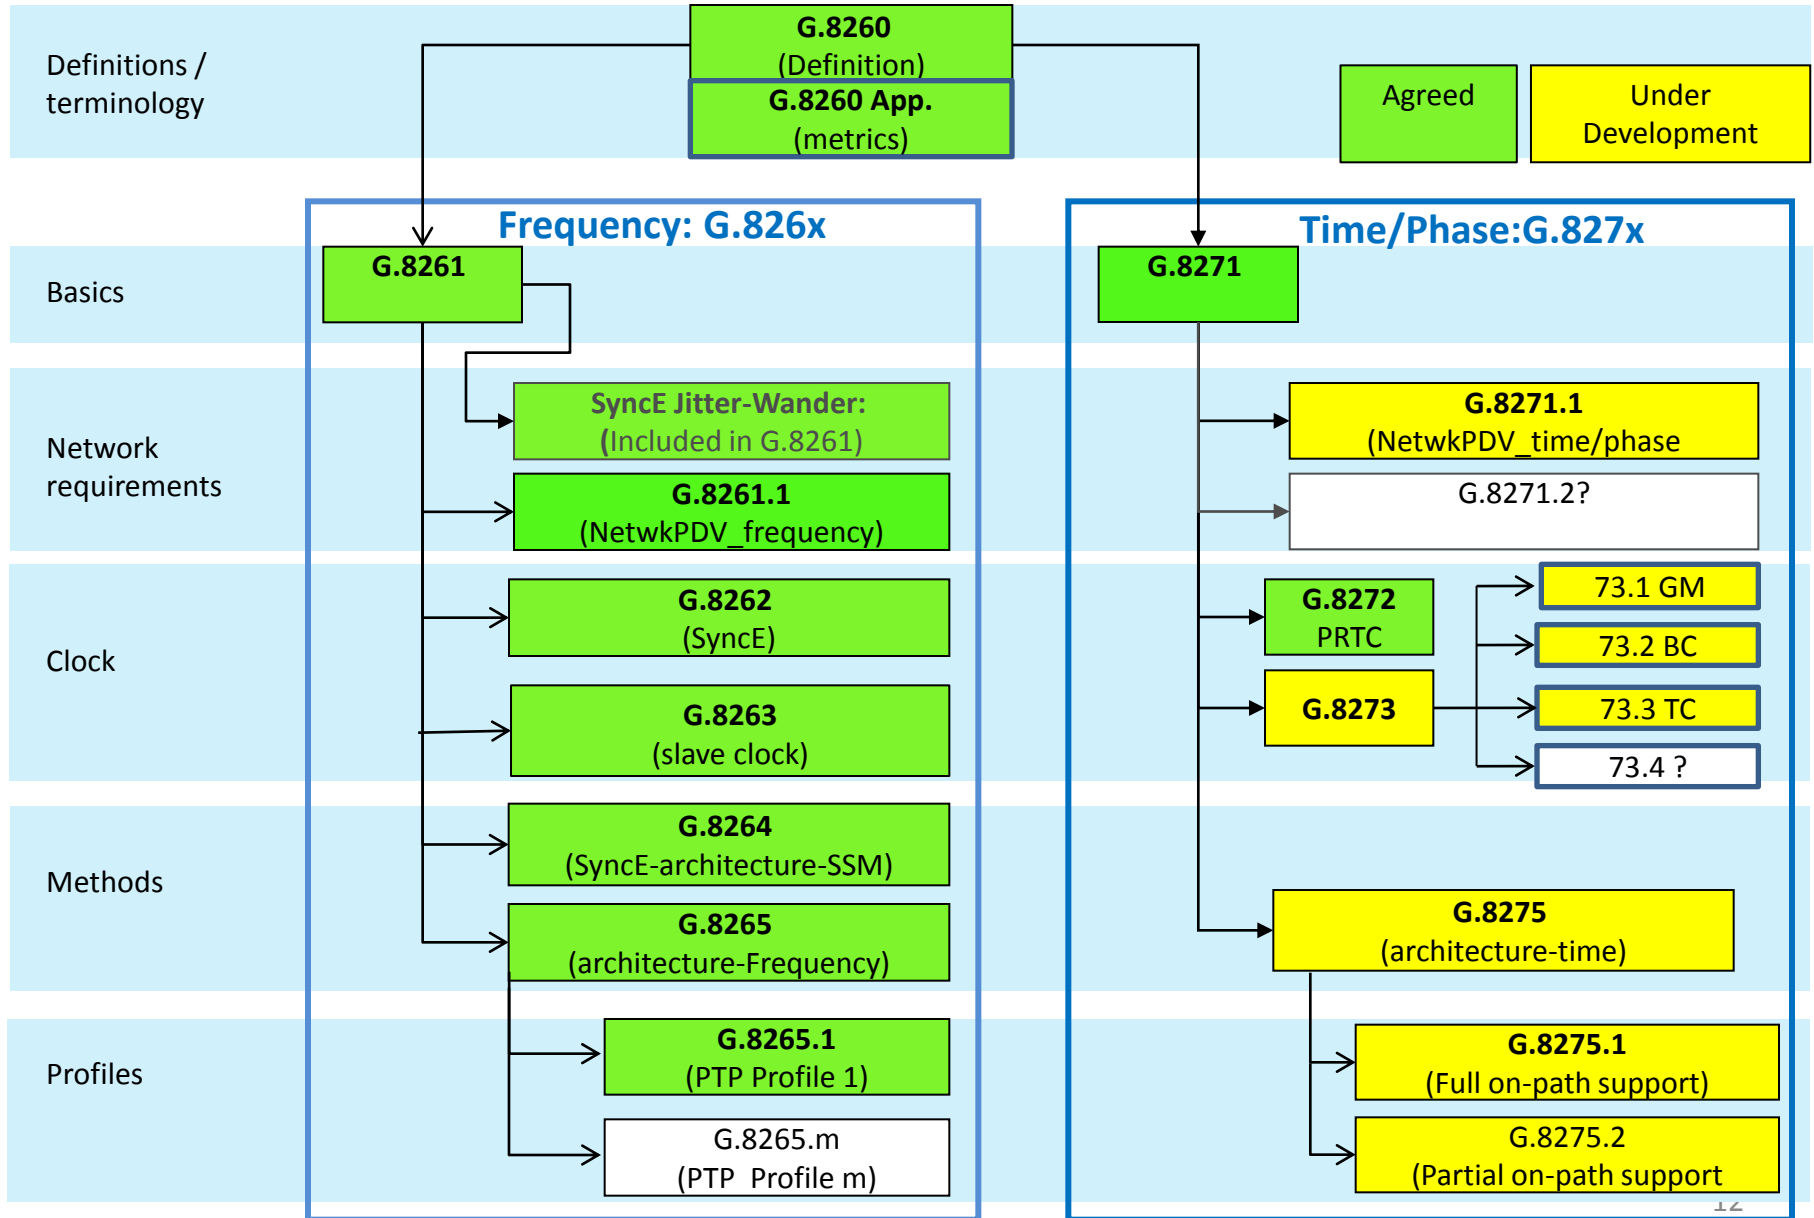 Definitions /
terminology
G.8260
(Definition)
G.8260 App.
(metrics)
Agreed
Under
Development
Frequency: G.826x
Time/Phase:G.827x
Basics
G.8261
G.8271
Network
requirements
SyncE Jitter-Wander:
(Included in G.8261)
G.8261.1
(NetwkPDV_frequency)
G.8271.1
(NetwkPDV_time/phase
G.8271.2?
Clock
G.8262
(SyncE)
G.8263
(slave clock)
G.8272
PRTC
G.8273
73.1 GM
73.2 BC
73.3 TC
73.4 ?
Methods
G.8264
(SyncE-architecture-SSM)
G.8265
(architecture-Frequency)
G.8275
(architecture-time)
Profiles
G.8265.1
(PTP Profile 1)
G.8265.m
(PTP  Profile m)
G.8275.1
(Full on-path support)
G.8275.2
(Partial on-path support
12